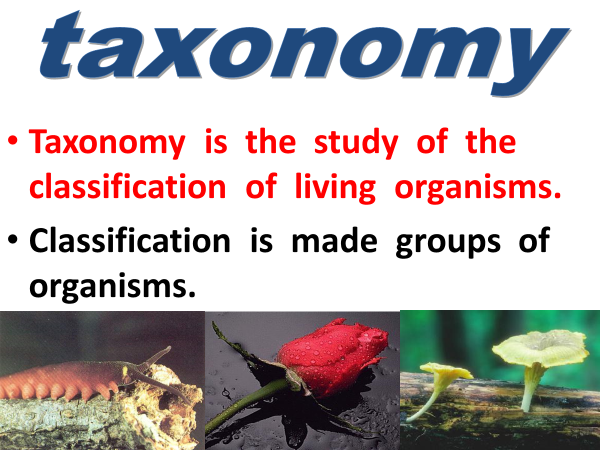 taxonomy
• Taxonomy is the study of the
classification of living organisms.
• Classification is made groups of
organisms.